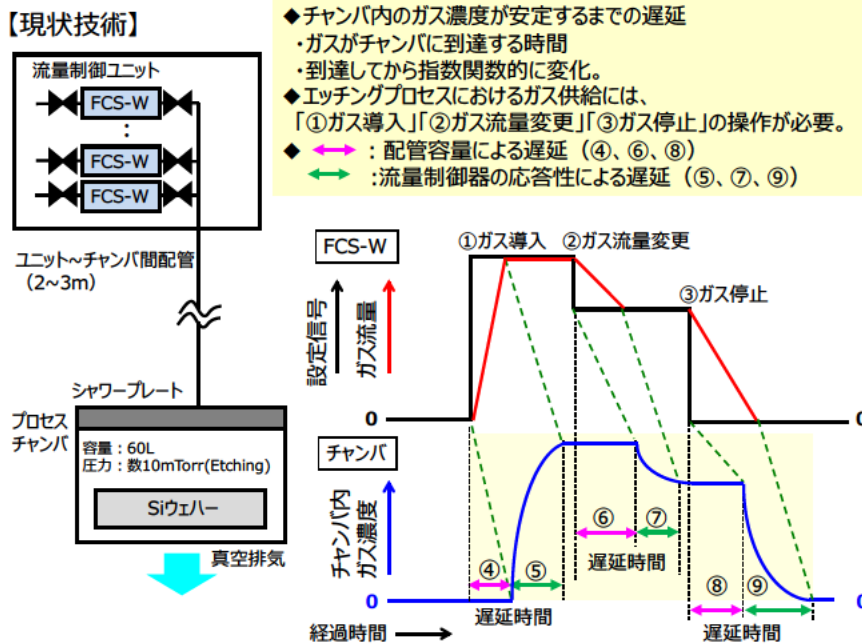 【現状技術】
流量制御ユニット
FCS-W
:
FCS-W
FCS-W
ユニット~チャンバ間配管
(2~3m)
シャワープレート
プロセス
チャンバ
容量:60L
圧力:数10mTorr(Etching)
Siウェハー
真空排気
◆チャンバ内のガス濃度が安定するまでの遅延
・ガスがチャンバに到達する時間
・到達してから指数関数的に変化。
◆エッチングプロセスにおけるガス供給には、
「①ガス導入」「②ガス流量変更」「③ガス停止」の操作が必要。
◆ :配管容量による遅延(④、⑥、⑧)
:流量制御器の応答性による遅延(⑤、⑦、⑨)
FCS-W
①ガス導入
②ガス流量変更
③ガス停止
設定信号
ガス流量
0
0
チャンバ
チャンバ内
ガス濃度
④
⑤
⑥
⑦
⑧
⑨
遅延時間
遅延時間
遅延時間
0
0
経過時間